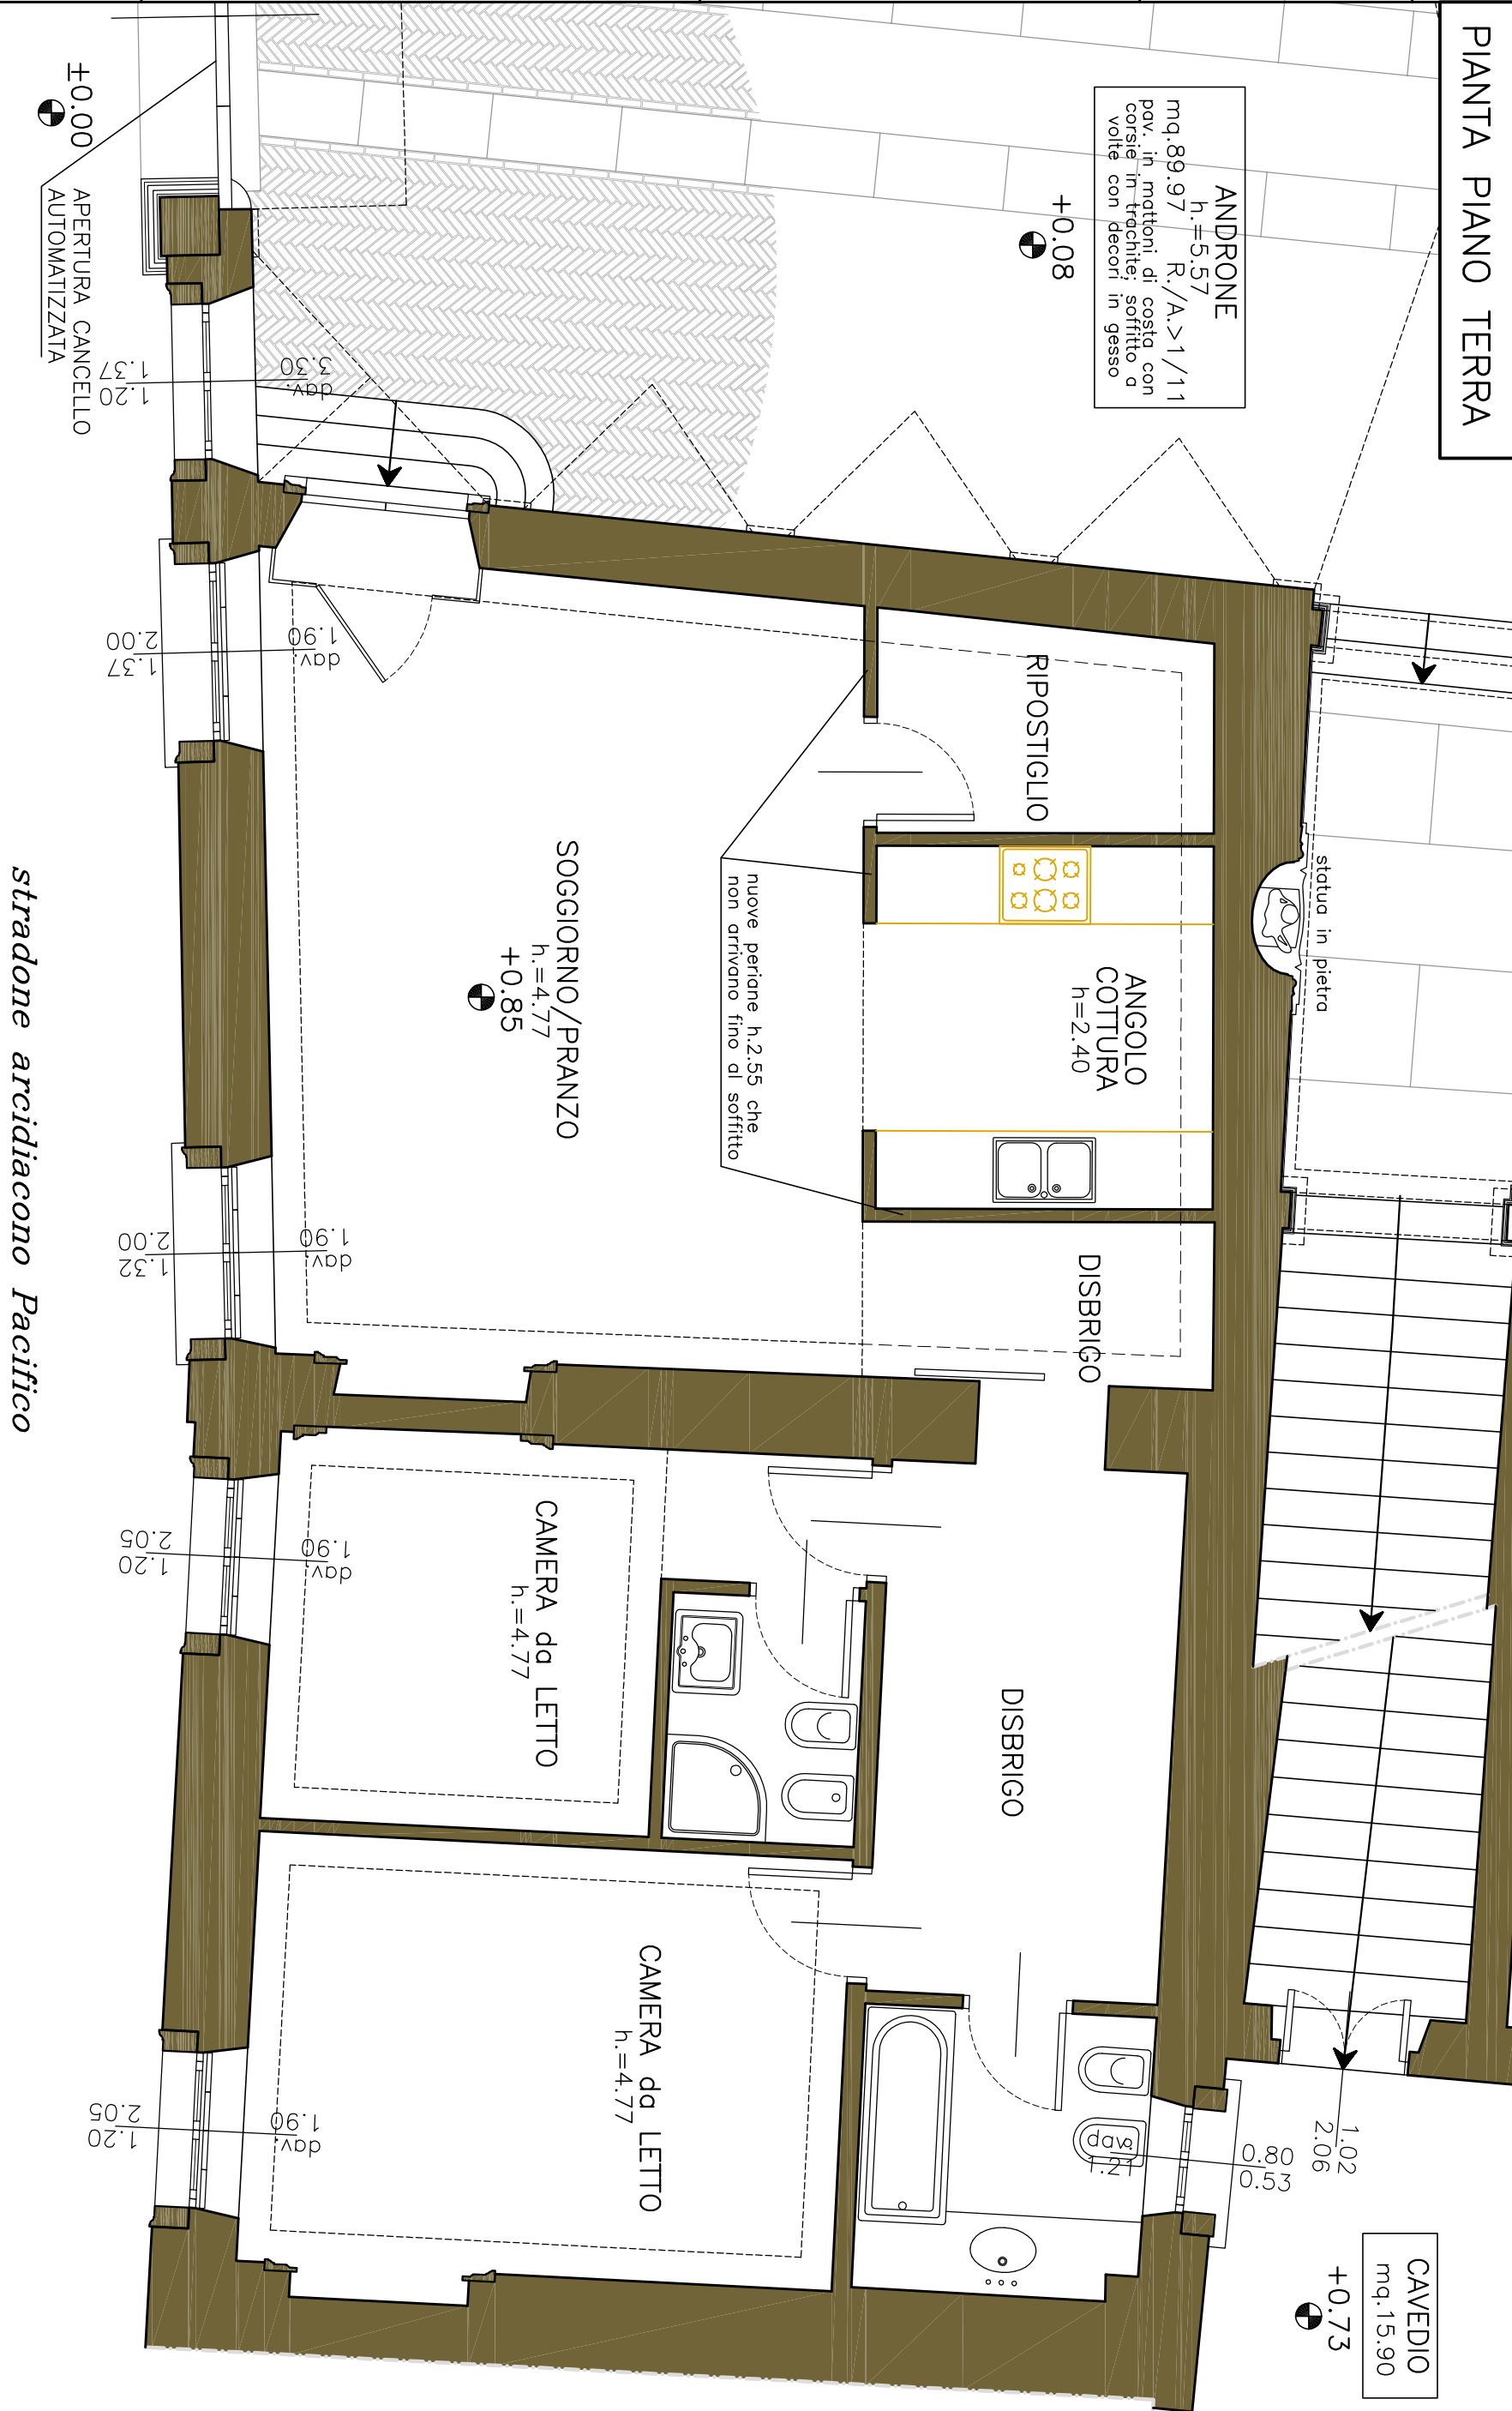 PIANTA PIANO TERRA
ANDRONE
h.=5.57
mq.89.97 R./A.>1/11
pav. in mattoni di costa con
corsie in trachite; soffitto a
volte con decori in gesso
+0.08
±0.00
APERTURA CANCELLO
AUTOMATIZZATA
dav.
3.30
1.20
1.37
dav.
1.90
1.37
2.00
RIPOSTIGLIO
statua in pietra
ANGOLO
COTTURA
h=2.40
nuove periane h.2.55 che
non arrivano fino al soffitto
SOGGIORNO/PRANZO
h.=4.77
+0.85
DISBRIGO
dav.
1.90
1.32
2.00
stradone arcidiacono Pacifico
CAMERA da LETTO
h.=4.77
dav.
1.90
1.20
2.05
DISBRIGO
CAMERA da LETTO
h.=4.77
dav.
1.90
1.20
2.05
dav.
1.21
0.80
0.53
1.02
2.06
CAVEDIO
mq.15.90
+0.73